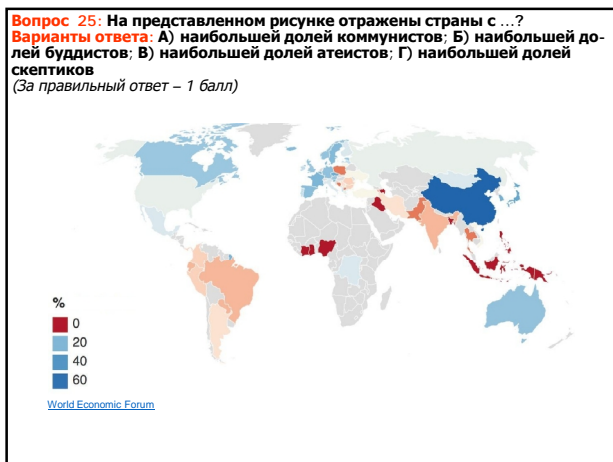 Вопрос 25: На представленном рисунке отражены страны с …?
Варианты ответа: А) наибольшей долей коммунистов; Б) наибольшей до-
лей буддистов; В) наибольшей долей атеистов; Г) наибольшей долей
скептиков
(За правильный ответ – 1 балл)
%
0
20
40
60
World Economic Forum